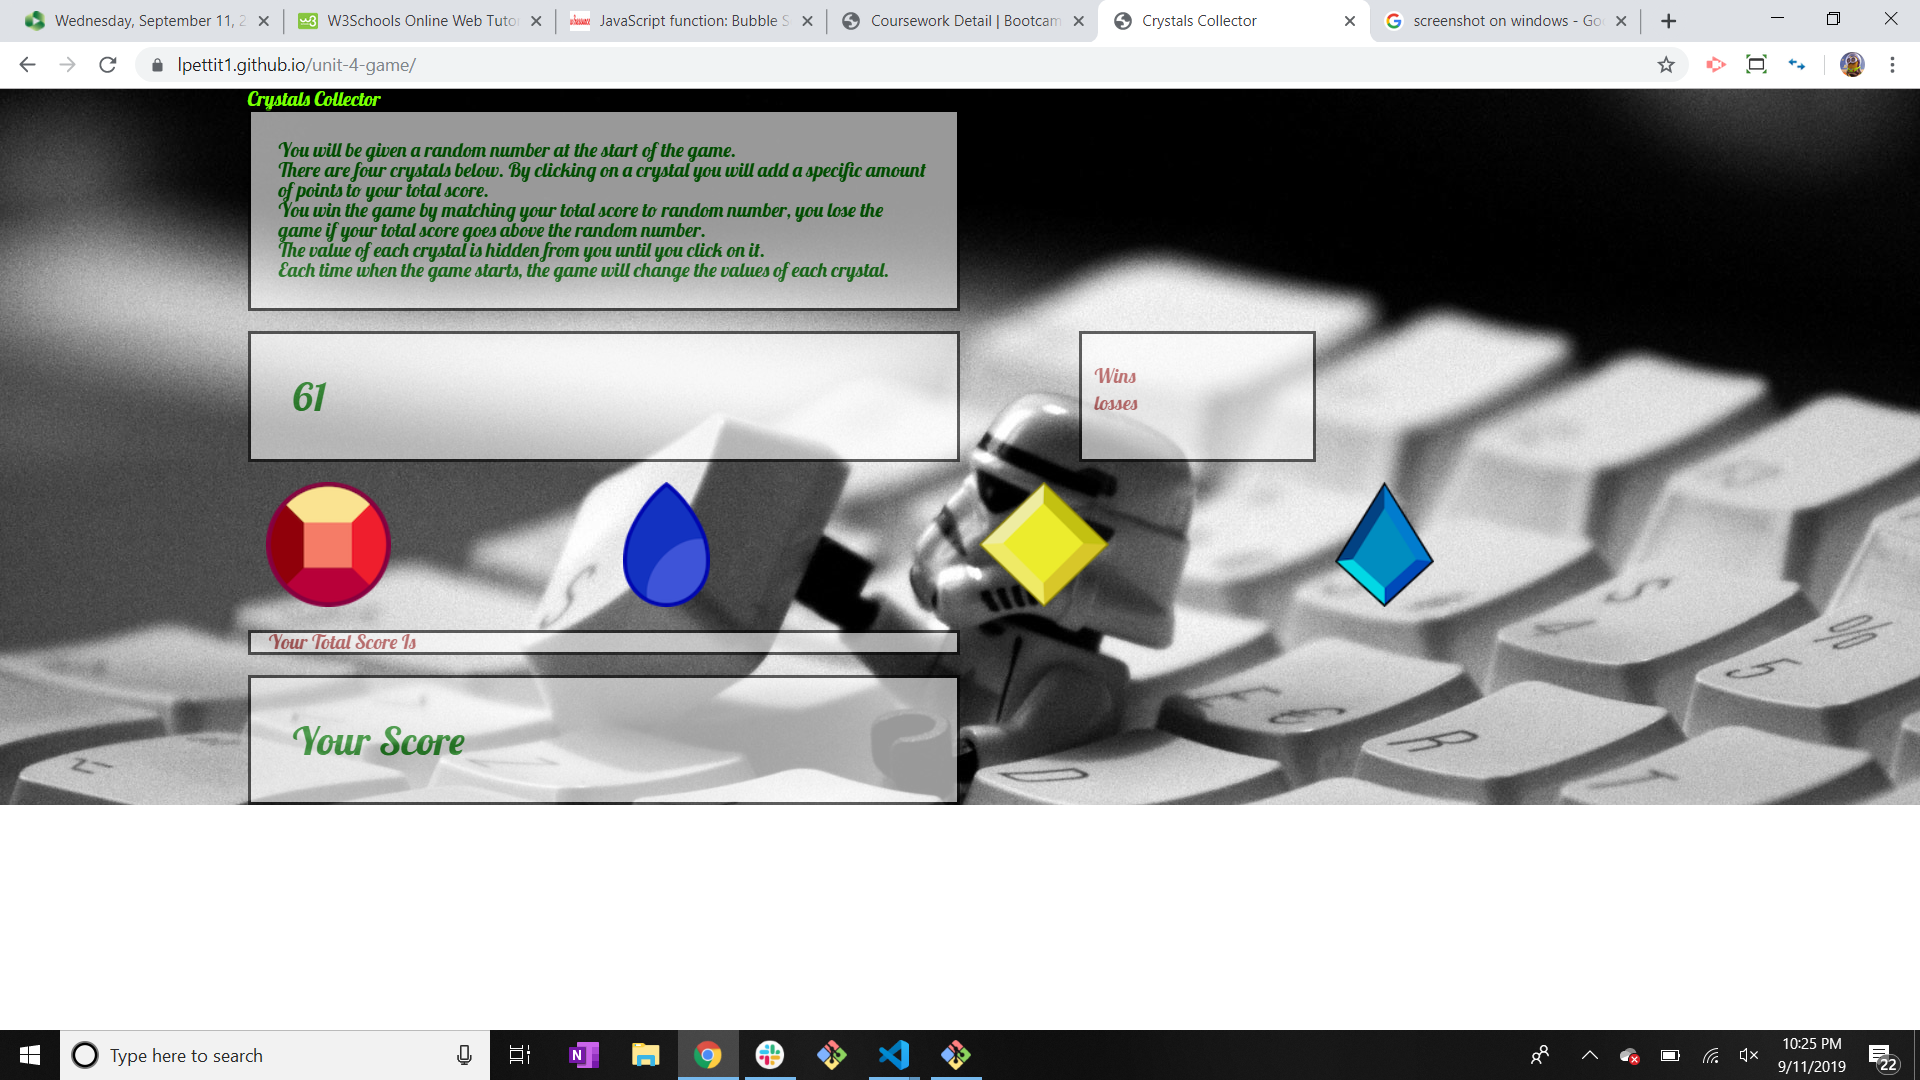 Wednesday, September 11, 2
W3Schools Online Web Tuto
JavaScript function: Bubble S
Coursework Detail | Bootcam
Crystals Collector
screenshot on windows - Go
lpettit1.github.io/unit-4-game/
Crystals Collector
You will be given a random number at the start of the game.
There are four crystals below. By clicking on a crystal you will add a specific amount
of points to your total score.
You win the game by matching your total score to random number, you lose the
game if your total score goes above the random number.
The value of each crystal is hidden from you until you click on it.
Each time when the game starts, the game will change the values of each crystal.
61
Wins
losses
Your Total Score Is
Your Score
S
S
4
%
5
E
€
R
D
T
Z
Type here to search
10:25 PM
9/11/2019
22